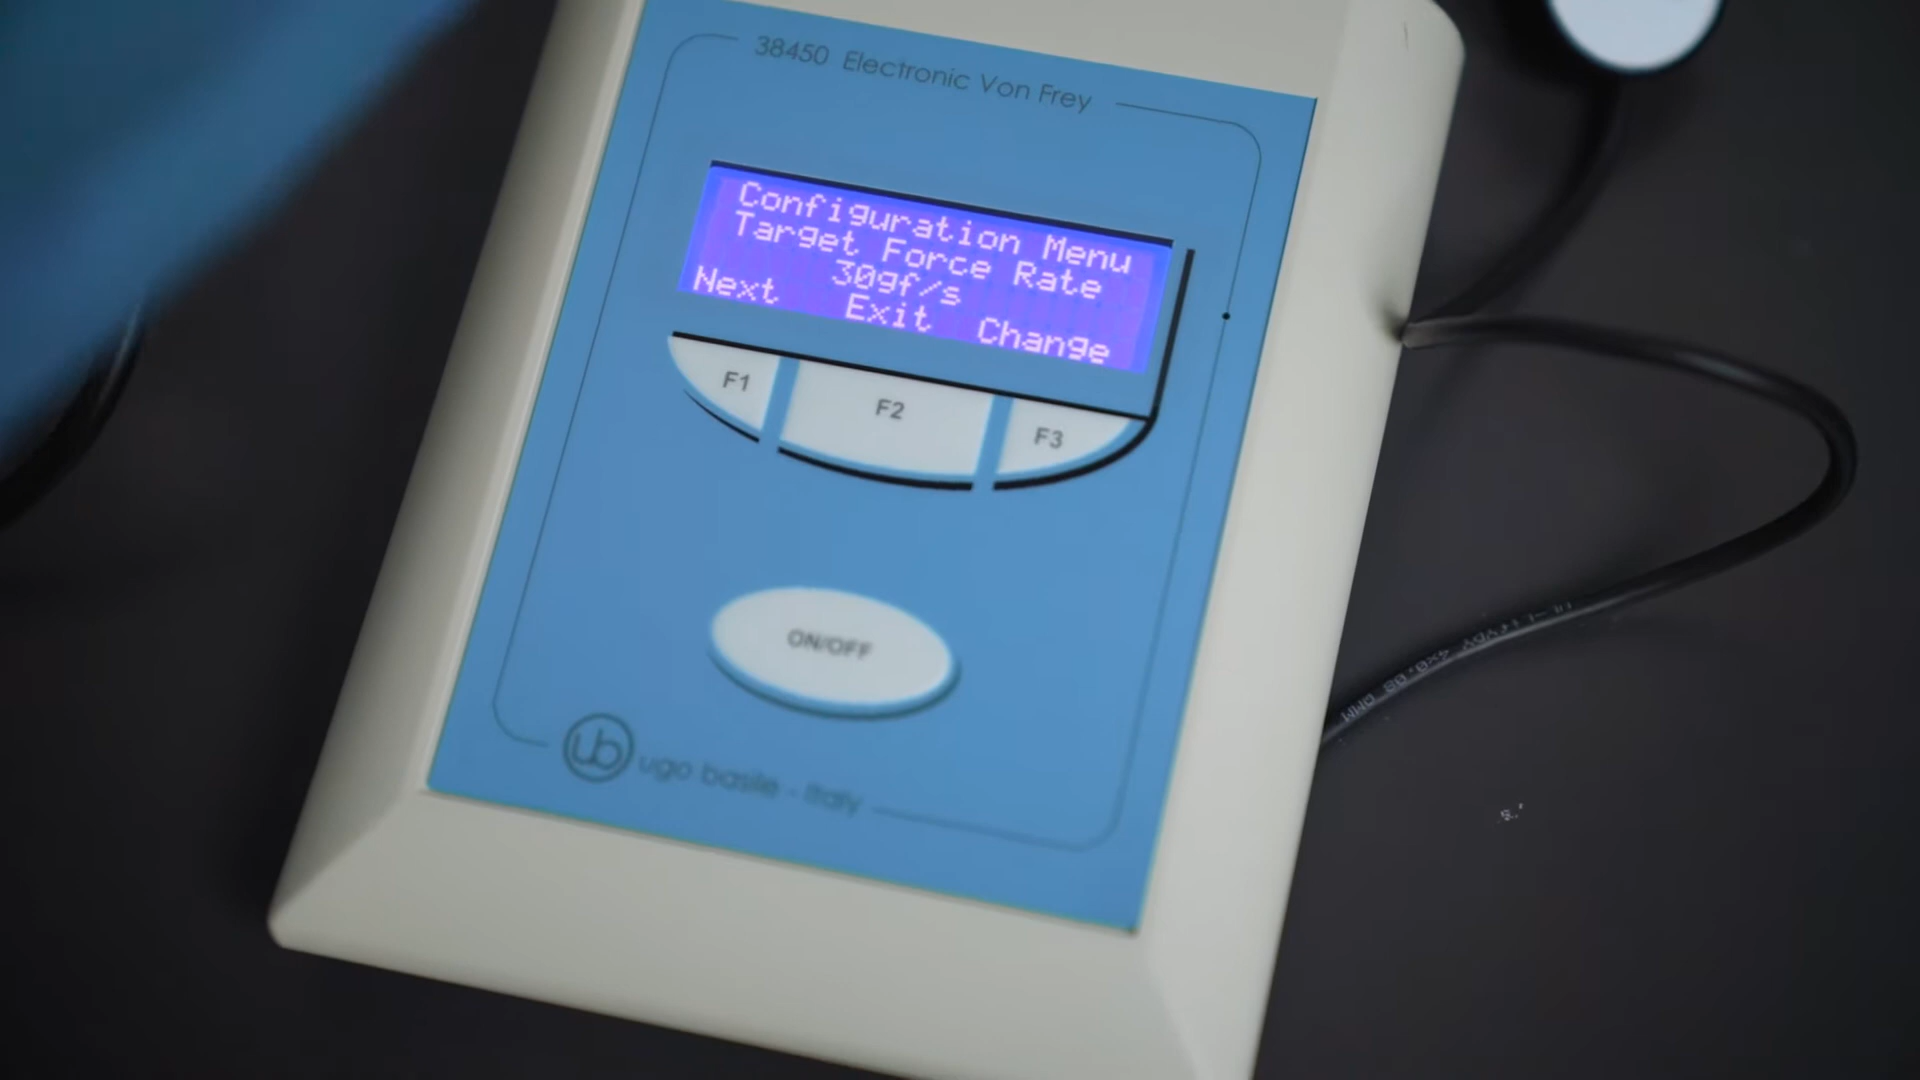 38450 Electronic Von Frey
Configuration Menu
Target Force Rate
30gf/s
Next Exit Change
F1 F2 F3
ON/OFF
ub ugo basile - Italy